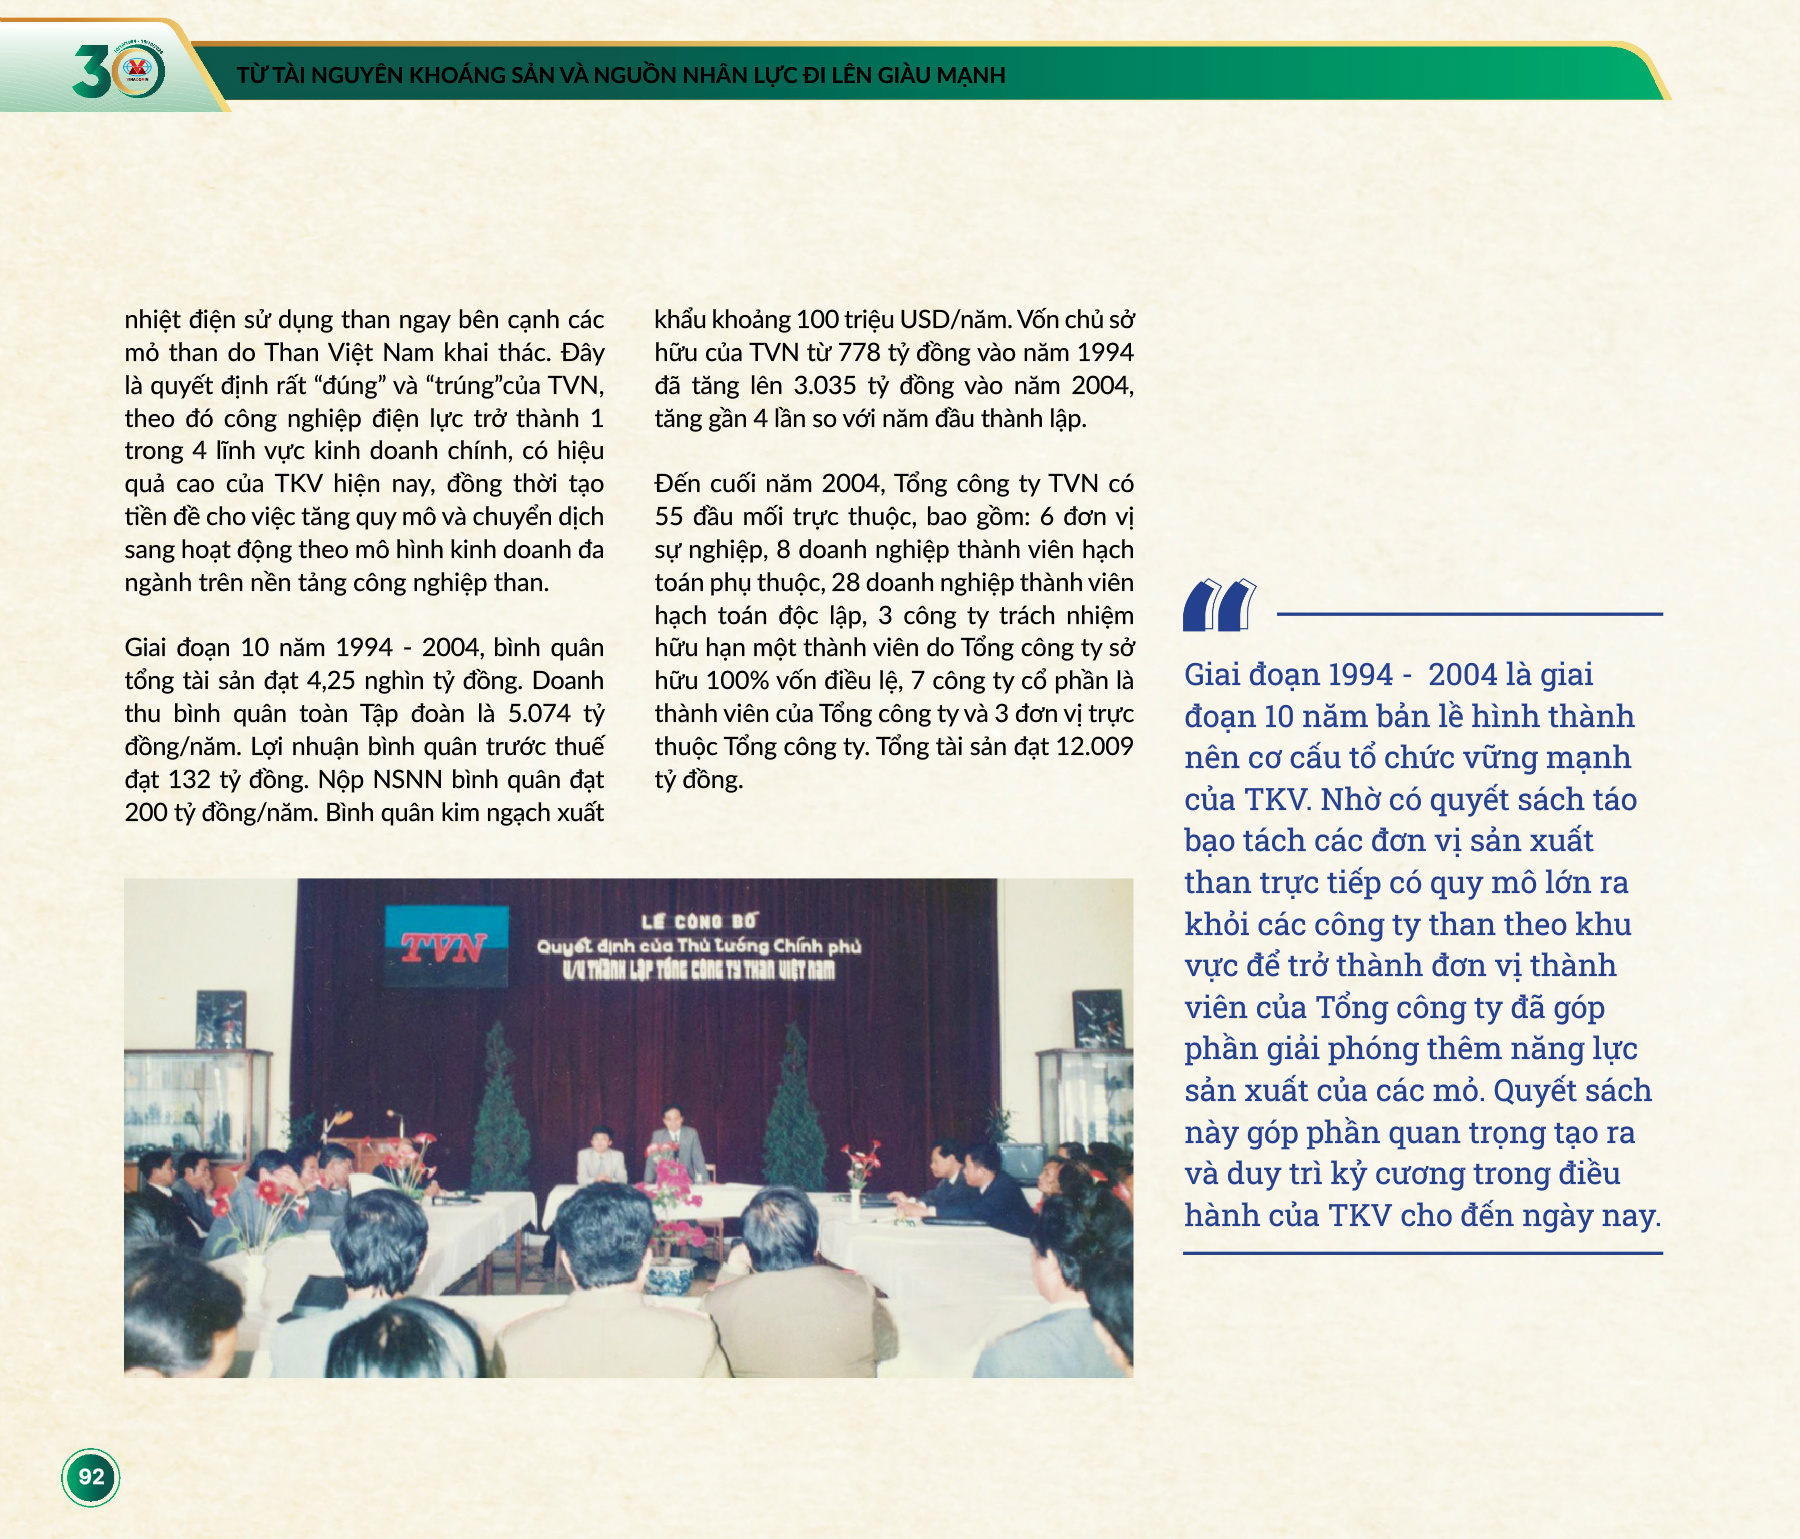 30
TỪ TÀI NGUYÊN KHOÁNG SẢN VÀ NGUỒN NHÂN LỰC ĐI LÊN GIÀU MẠNH
nhiệt điện sử dụng than ngay bên cạnh các
mỏ than do Than Việt Nam khai thác. Đây
là quyết định rất “đúng” và “trúng”của TVN,
theo đó công nghiệp điện lực trở thành 1
trong 4 lĩnh vực kinh doanh chính, có hiệu
quả cao của TKV hiện nay, đồng thời tạo
tiền đề cho việc tăng quy mô và chuyển dịch
sang hoạt động theo mô hình kinh doanh đa
ngành trên nền tảng công nghiệp than.
Giai đoạn 10 năm 1994 - 2004, bình quân
tổng tài sản đạt 4,25 nghìn tỷ đồng. Doanh
thu bình quân toàn Tập đoàn là 5.074 tỷ
đồng/năm. Lợi nhuận bình quân trước thuế
đạt 132 tỷ đồng. Nộp NSNN bình quân đạt
200 tỷ đồng/năm. Bình quân kim ngạch xuất
khẩu khoảng 100 triệu USD/năm. Vốn chủ sở
hữu của TVN từ 778 tỷ đồng vào năm 1994
đã tăng lên 3.035 tỷ đồng vào năm 2004,
tăng gần 4 lần so với năm đầu thành lập.
Đến cuối năm 2004, Tổng công ty TVN có
55 đầu mối trực thuộc, bao gồm: 6 đơn vị
sự nghiệp, 8 doanh nghiệp thành viên hạch
toán phụ thuộc, 28 doanh nghiệp thành viên
hạch toán độc lập, 3 công ty trách nhiệm
hữu hạn một thành viên do Tổng công ty sở
hữu 100% vốn điều lệ, 7 công ty cổ phần là
thành viên của Tổng công ty và 3 đơn vị trực
thuộc Tổng công ty. Tổng tài sản đạt 12.009
tỷ đồng.
TVN
LỄ CÔNG BỐ
Quyết định của Thủ tướng Chính phủ
V/V THÀNH LẬP TỔNG CÔNG TY THAN VIỆT NAM
Giai đoạn 1994 -  2004 là giai
đoạn 10 năm bản lề hình thành
nên cơ cấu tổ chức vững mạnh
của TKV. Nhờ có quyết sách táo
bạo tách các đơn vị sản xuất
than trực tiếp có quy mô lớn ra
khỏi các công ty than theo khu
vực để trở thành đơn vị thành
viên của Tổng công ty đã góp
phần giải phóng thêm năng lực
sản xuất của các mỏ. Quyết sách
này góp phần quan trọng tạo ra
và duy trì kỷ cương trong điều
hành của TKV cho đến ngày nay.
92